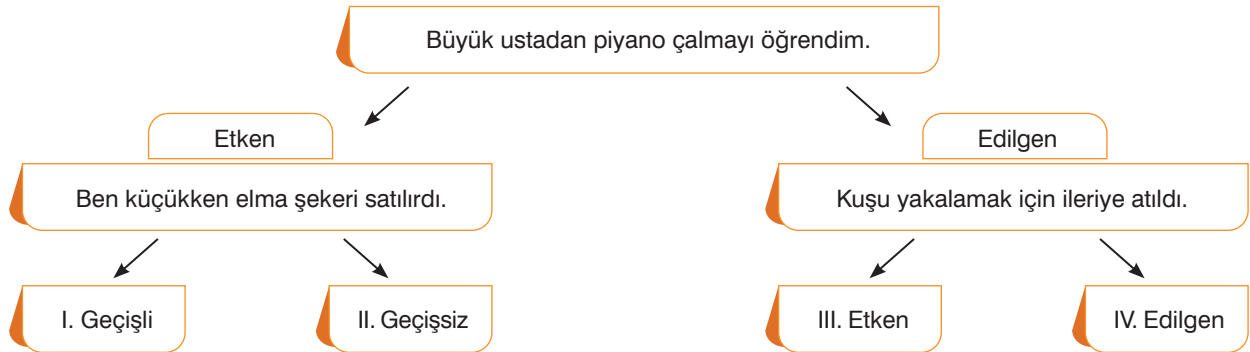 Büyük ustadan piyano çalmayı öğrendim.
Etken
Edilgen
Ben küçükken elma şekeri satılırdı.
Kuşu yakalamak için ileriye atıldı.
I. Geçişli
II. Geçişsiz
III. Etken
IV. Edilgen